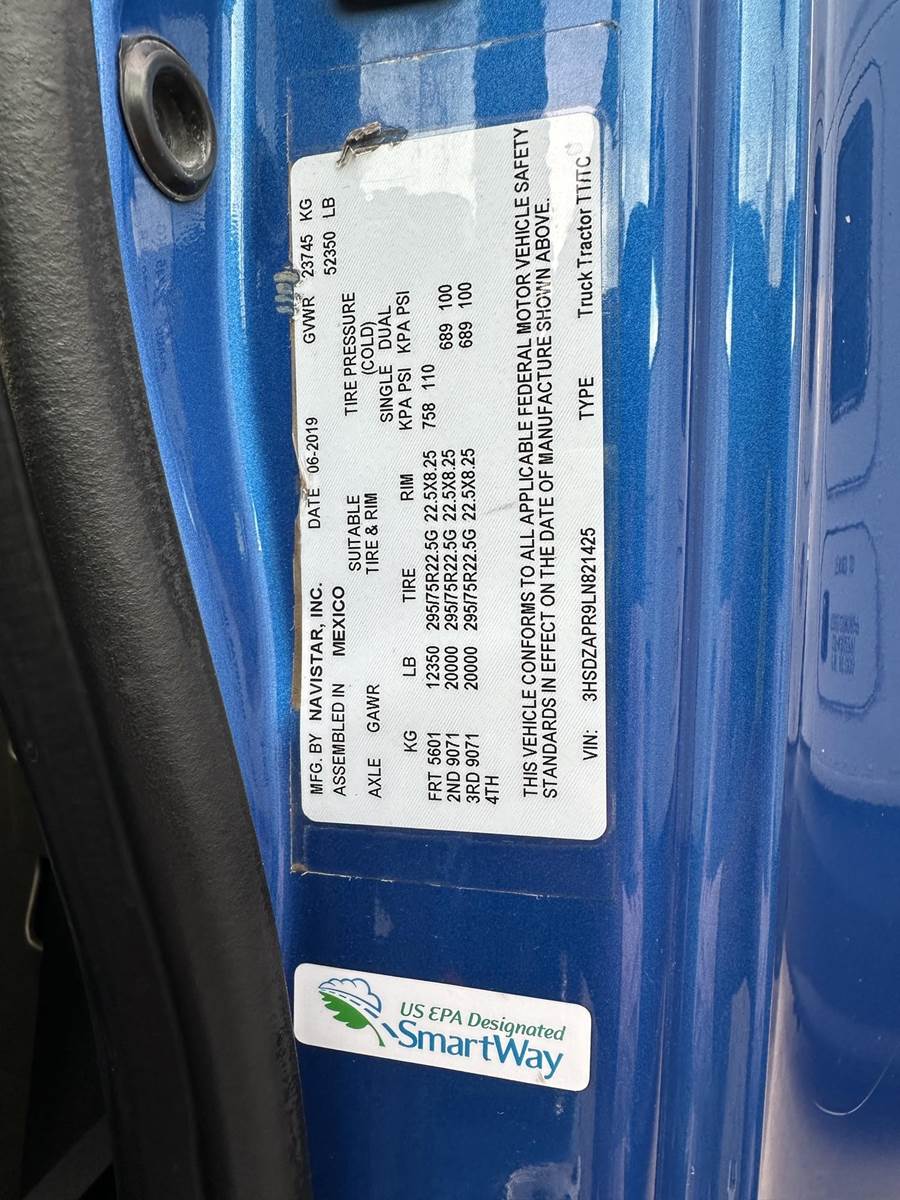 MFG. BY NAVISTAR, INC. DATE 06-2019 GVWR 23745 KG
ASSEMBLED IN MEXICO 52350 LB
SUITABLE TIRE PRESSURE
AXLE GAWR TIRE & RIM (COLD)
SINGLE DUAL
KG LB TIRE RIM KPA PSI KPA PSI
FRT 5601 12350 295/75R22.5G 22.5X8.25 758 110
2ND 9071 20000 295/75R22.5G 22.5X8.25 689 100
3RD 9071 20000 295/75R22.5G 22.5X8.25 689 100
4TH
THIS VEHICLE CONFORMS TO ALL APPLICABLE FEDERAL MOTOR VEHICLE SAFETY
STANDARDS IN EFFECT ON THE DATE OF MANUFACTURE SHOWN ABOVE.
VIN: 3HSDZAPR9LN821425 TYPE Truck Tractor TT/TC
US EPA Designated
SmartWay